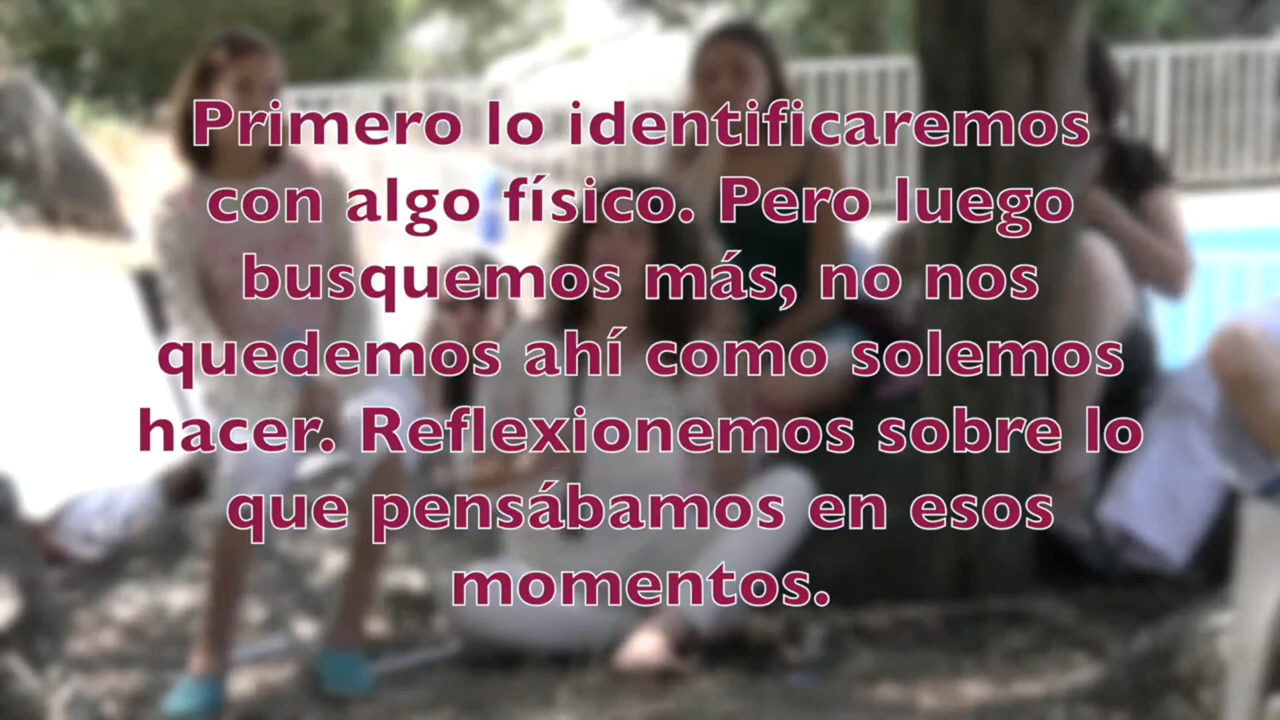 Primero lo identificaremos
con algo físico. Pero luego
busquemos más, no nos
quedemos ahí como solemos
hacer. Reflexionemos sobre lo
que pensábamos en esos
momentos.